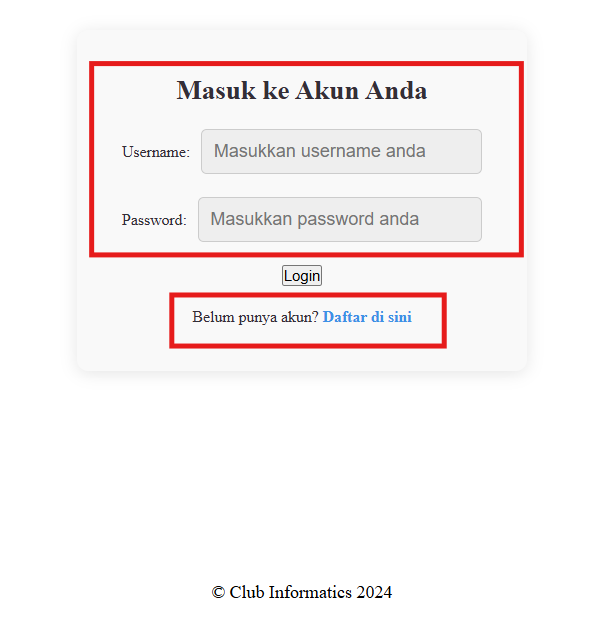 Masuk ke Akun Anda
Username: Masukkan username anda
Password: Masukkan password anda
Login
Belum punya akun? Daftar di sini
© Club Informatics 2024